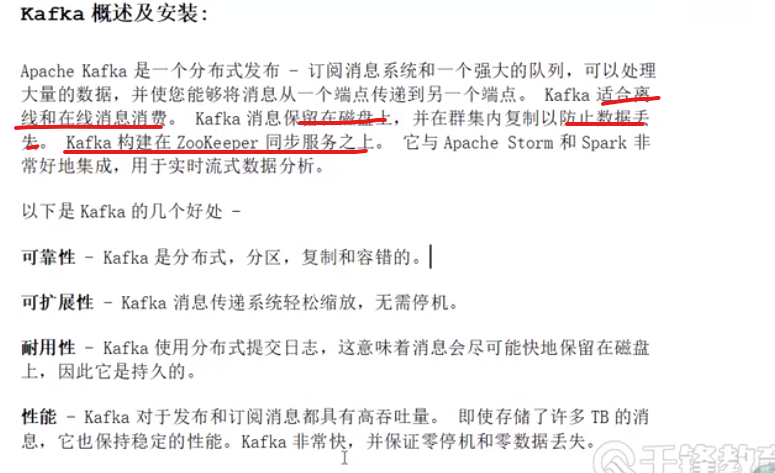 Kafka 概述及安装:
Apache Kafka 是一个分布式发布 – 订阅消息系统和一个强大的队列，可以处理
大量的数据，并使您能够将消息从一个端点传递到另一个端点。 Kafka 适合离
线和在线消息消费。 Kafka 消息保留在磁盘上，并在群集内复制以防止数据丢
失。 Kafka 构建在 ZooKeeper 同步服务之上。 它与 Apache Storm 和 Spark 非
常好地集成，用于实时流式数据分析。
以下是 Kafka 的几个好处 –
可靠性 – Kafka 是分布式，分区，复制和容错的。
可扩展性 – Kafka 消息传递系统轻松缩放，无需停机。
耐用性 – Kafka 使用分布式提交日志，这意味着消息会尽可能快地保留在磁盘
上，因此它是持久的。
性能 – Kafka 对于发布和订阅消息都具有高吞吐量。 即使存储了许多 TB 的消
息，它也保持稳定的性能。Kafka 非常快，并保证零停机和零数据丢失。
千锋教育